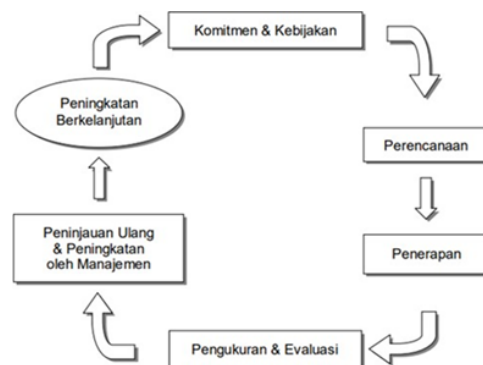 Komitmen & Kebijakan
Peningkatan
Berkelanjutan
Perencanaan
Peninjauan Ulang
& Peningkatan
oleh Manajemen
Penerapan
Pengukuran & Evaluasi